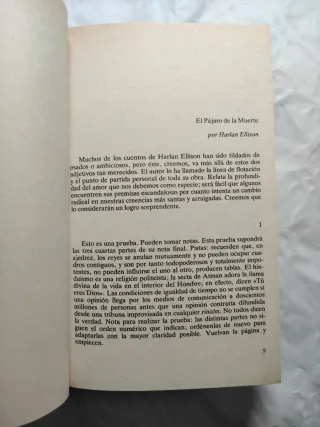 El Pájaro de la Muerte
por Harlan Ellison
Muchos de los cuentos de Harlan Ellison han sido tildados de
osados o ambiciosos, pero éste, creemos, va más allá de estos dos
adjetivos tan merecidos. El autor lo ha llamado la línea de flotación
y el punto de partida personal de toda su obra. Relata la profundidad
del amor que nos debemos como especie; será fácil que algunos
encuentren sus premisas escandalosas por cuanto intenta un cambio
radical en nuestras creencias más santas y arraigadas. Creemos que
lo considerarán un logro sorprendente.
1
Esto es una prueba. Pueden tomar notas. Esta prueba supondrá
las tres cuartas partes de su nota final. Pistas: recuerden que, en
ajedrez, los reyes se anulan mutuamente y no pueden ocupar cua-
dros contiguos, y son por tanto todopoderosos y totalmente impo-
tentes, no pueden influirse el uno al otro, producen tablas. El hin-
duismo es una religión politeísta; la secta de Atman adora la llama
divina de la vida en el interior del Hombre; en efecto, dicen «Tú
eres Dios». Las condiciones de igualdad de tiempo no se cumplen si
una opinión llega por los medios de comunicación a doscientos
millones de personas antes que una opinión contraria difundida
desde una tribuna improvisada en cualquier rincón. No todos dicen
la verdad. Nota para realizar la prueba: las distintas partes no si-
guen el orden numérico que indican; ordénenlas de nuevo para
adaptarlas con la mayor claridad posible. Vuelvan la página y
empiecen.
9